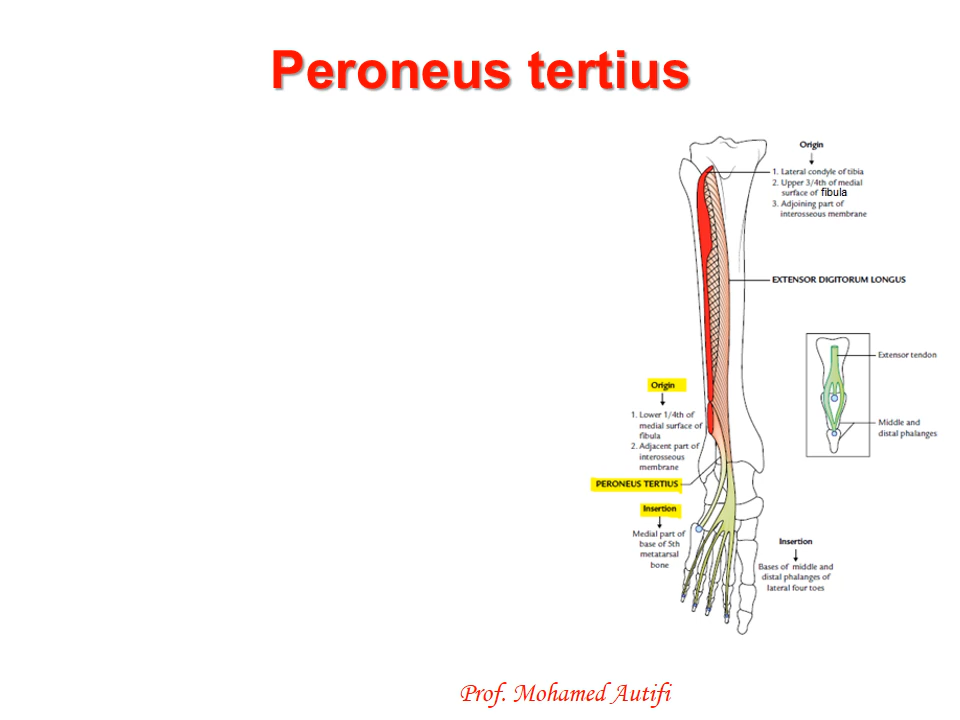 Peroneus tertius
Origin
1. Lateral condyle of tibia
2. Upper 3/4th of medial
surface of fibula
3. Adjoining part of
interosseous membrane
EXTENSOR DIGITORUM LONGUS
Extensor tendon
Middle and
distal phalanges
Origin
1. Lower 1/4th of
medial surface of
fibula
2. Adjacent part of
interosseous
membrane
PERONEUS TERTIUS
Insertion
Medial part of
base of 5th
metatarsal
bone
Insertion
Bases of middle and
distal phalanges of
lateral four toes
Prof. Mohamed Autifi